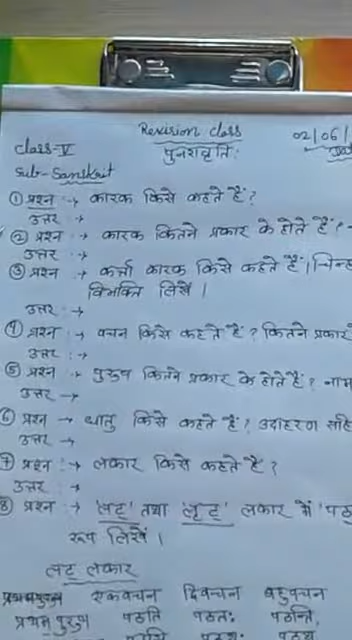 Revision class
02/06/
Class-V
पुनरावृति:
Sub-Sanskrit
① प्रश्न :→ कारक किसे कहते हैं?
उत्तर :→
② प्रश्न :→ कारक कितने प्रकार के होते हैं?
उत्तर :→
③ प्रश्न :→ कर्त्ता कारक किसे कहते हैं। चिन्ह
विभक्ति लिखें।
उत्तर :→
④ प्रश्न :→ वचन किसे कहते हैं? कितने प्रकार
उत्तर :→
⑤ प्रश्न :→ पुरुष कितने प्रकार के होते हैं? नाम
उत्तर →
⑥ प्रश्न → धातु किसे कहते हैं? उदाहरण सहि
उत्तर →
⑦ प्रश्न :→ लकार किसे कहते हैं?
उत्तर :→
⑧ प्रश्न :→ 'लट्' तथा 'लृट्' लकार में 'पठ
रूप लिखें।
लट् लकार
एकवचन द्विवचन बहुवचन
प्रथम पुरुष पठति पठतः पठन्ति